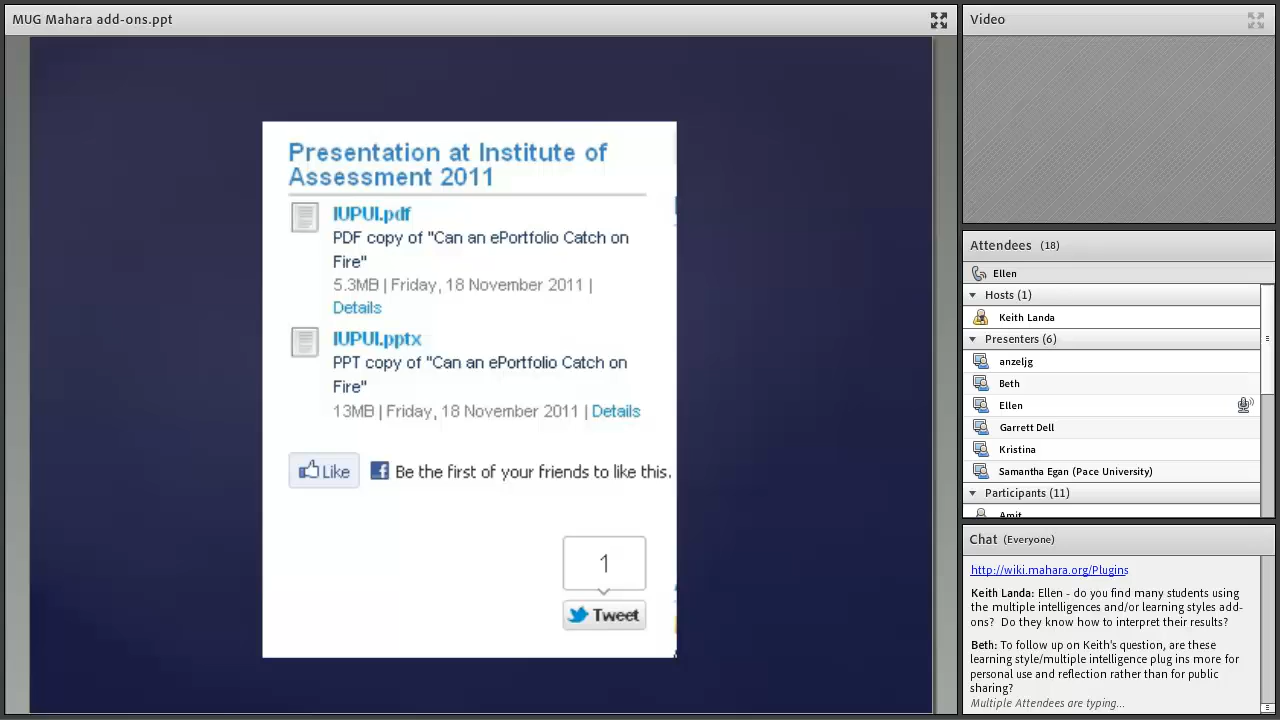 MUG Mahara add-ons.ppt
Presentation at Institute of
Assessment 2011
IUPUI.pdf
PDF copy of "Can an ePortfolio Catch on
Fire"
5.3MB | Friday, 18 November 2011 |
Details
IUPUI.pptx
PPT copy of "Can an ePortfolio Catch on
Fire"
13MB | Friday, 18 November 2011 | Details
Like
f Be the first of your friends to like this.
1
Tweet
Video
Attendees (18)
Ellen
Hosts (1)
Keith Landa
Presenters (6)
anzeljg
Beth
Ellen
Garrett Dell
Kristina
Samantha Egan (Pace University)
Participants (11)
Amit
Chat (Everyone)
http://wiki.mahara.org/Plugins
Keith Landa: Ellen - do you find many students using
the multiple intelligences and/or learning styles add-
ons? Do they know how to interpret their results?
Beth: To follow up on Keith's question, are these
learning style/multiple intelligence plug ins more for
personal use and reflection rather than for public
sharing?
Multiple Attendees are typing...